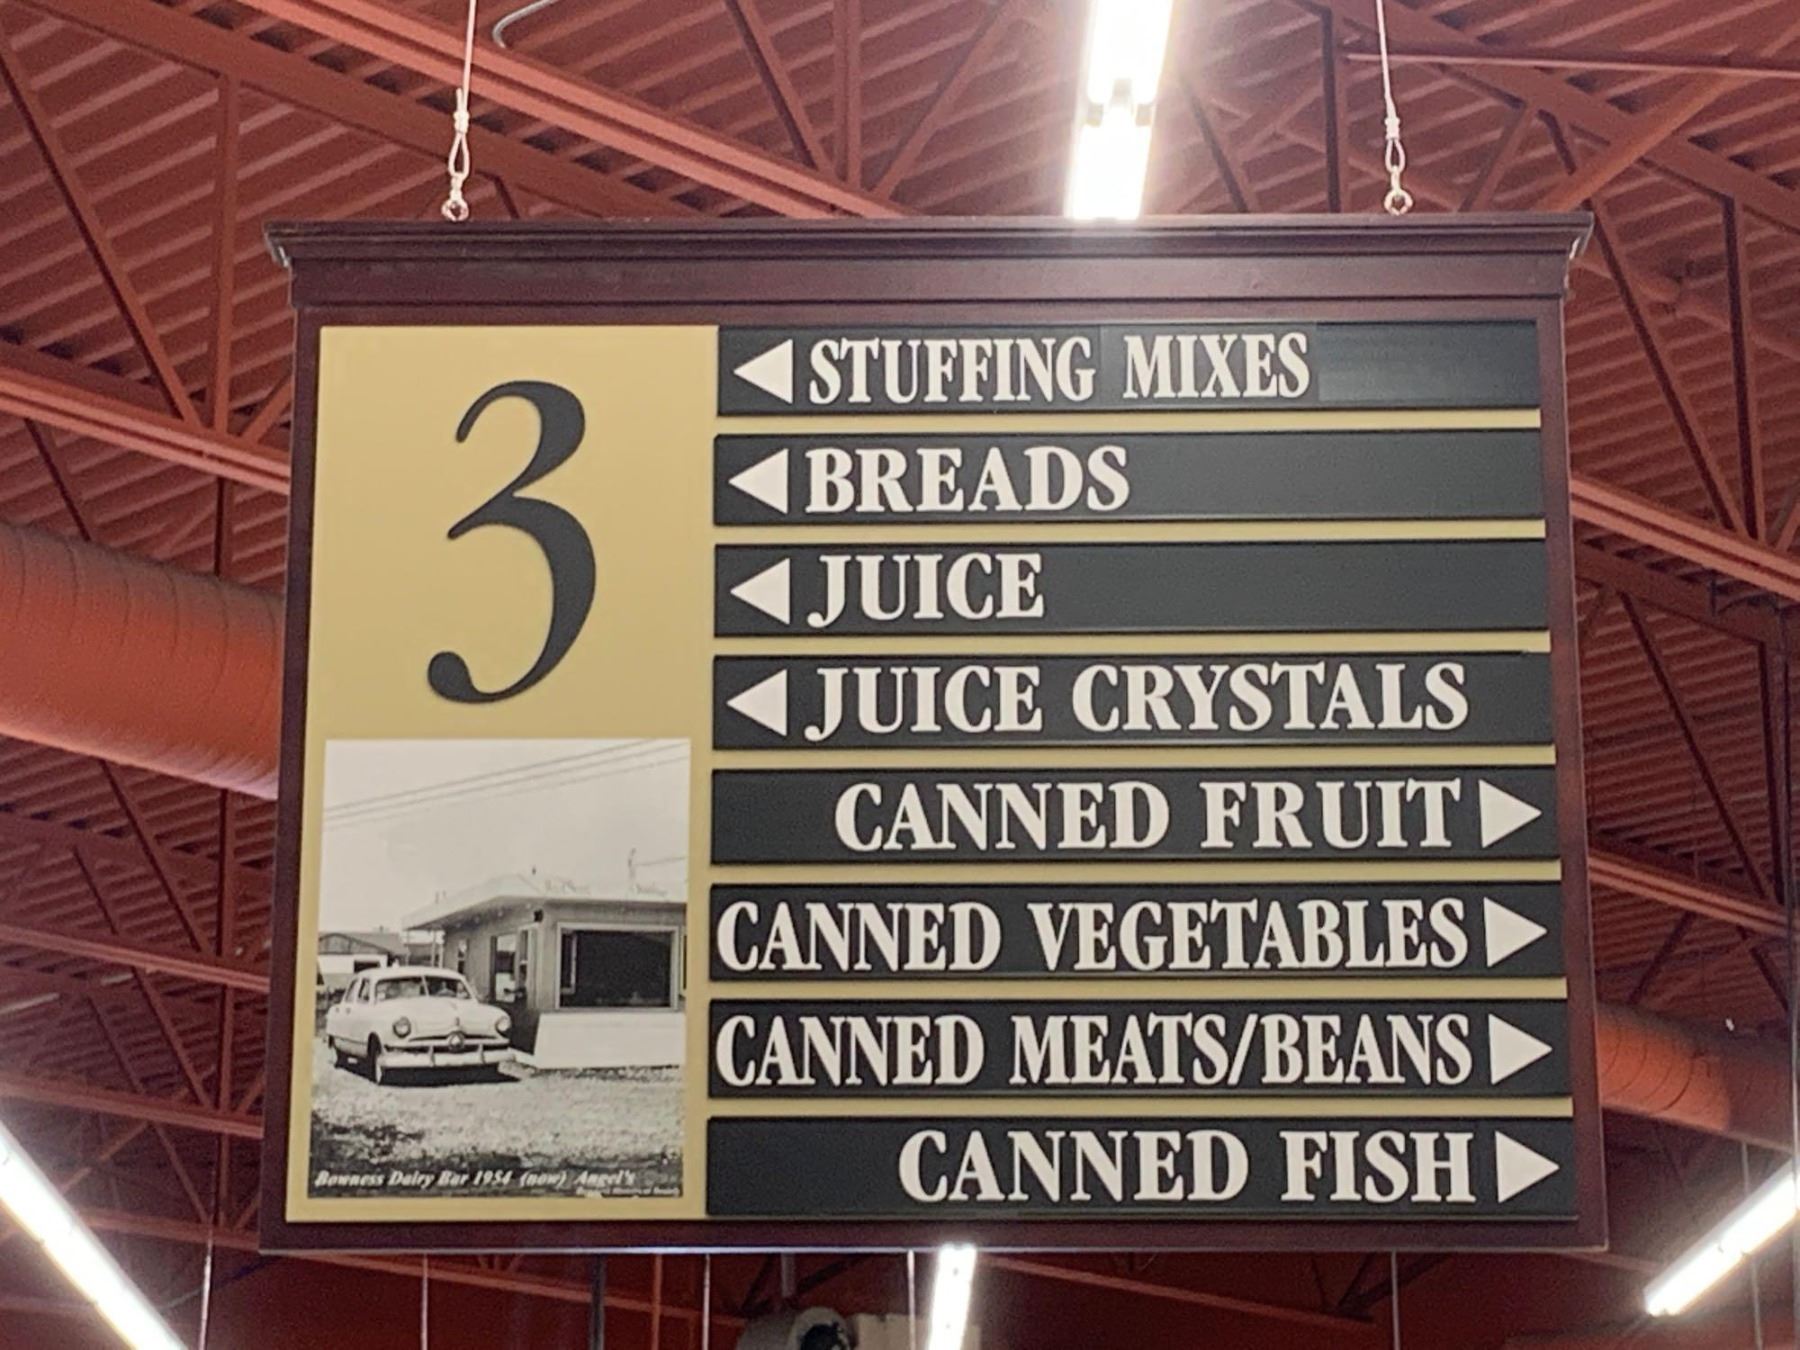 3
STUFFING MIXES
BREADS
JUICE
JUICE CRYSTALS
CANNED FRUIT
CANNED VEGETABLES
CANNED MEATS/BEANS
CANNED FISH
Bowness Dairy Bar 1954 (now) Angel's